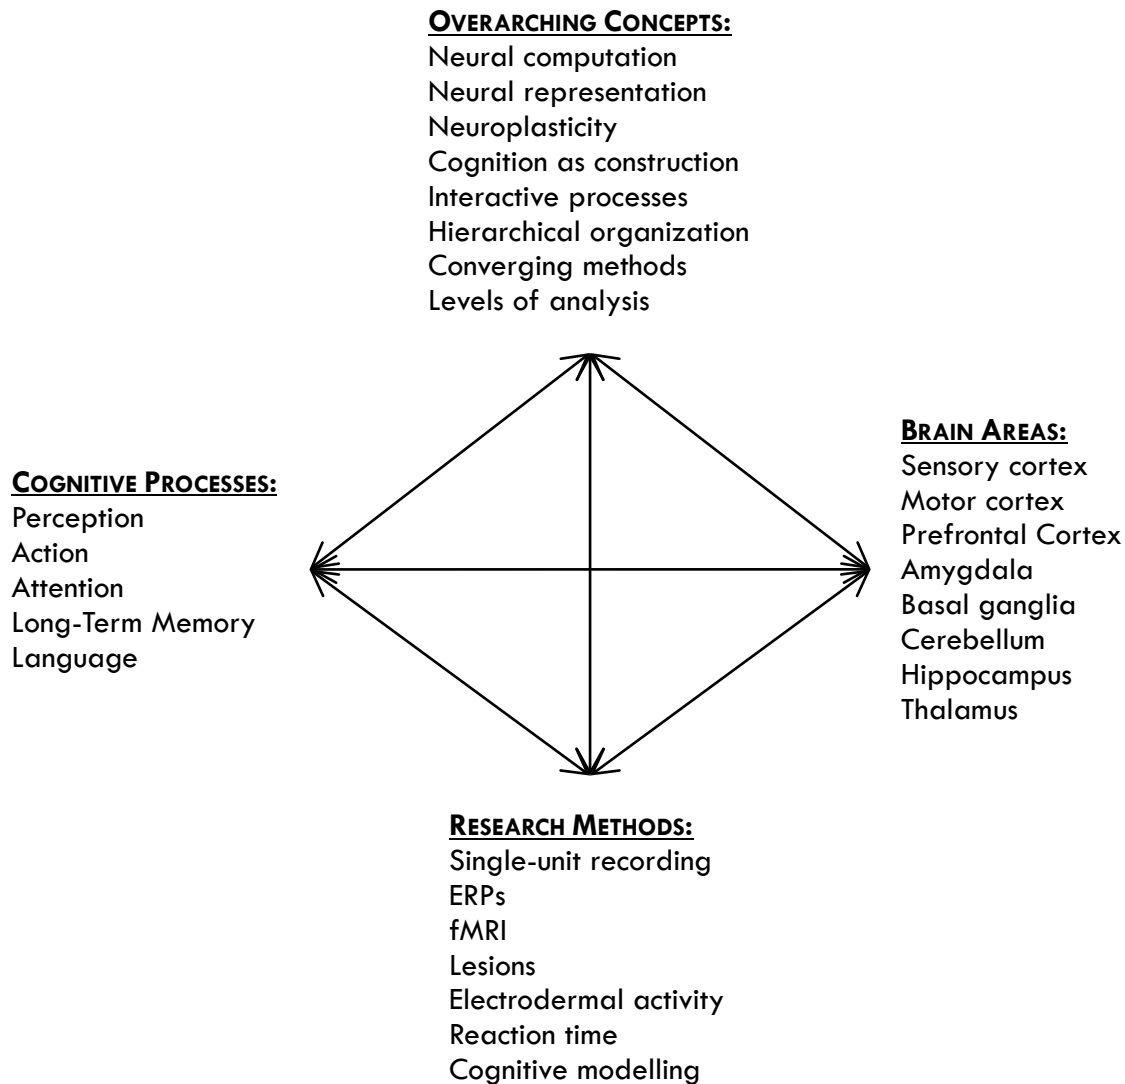 OVERARCHING CONCEPTS:
Neural computation
Neural representation
Neuroplasticity
Cognition as construction
Interactive processes
Hierarchical organization
Converging methods
Levels of analysis
COGNITIVE PROCESSES:
Perception
Action
Attention
Long-Term Memory
Language
BRAIN AREAS:
Sensory cortex
Motor cortex
Prefrontal Cortex
Amygdala
Basal ganglia
Cerebellum
Hippocampus
Thalamus
RESEARCH METHODS:
Single-unit recording
ERPs
fMRI
Lesions
Electrodermal activity
Reaction time
Cognitive modelling